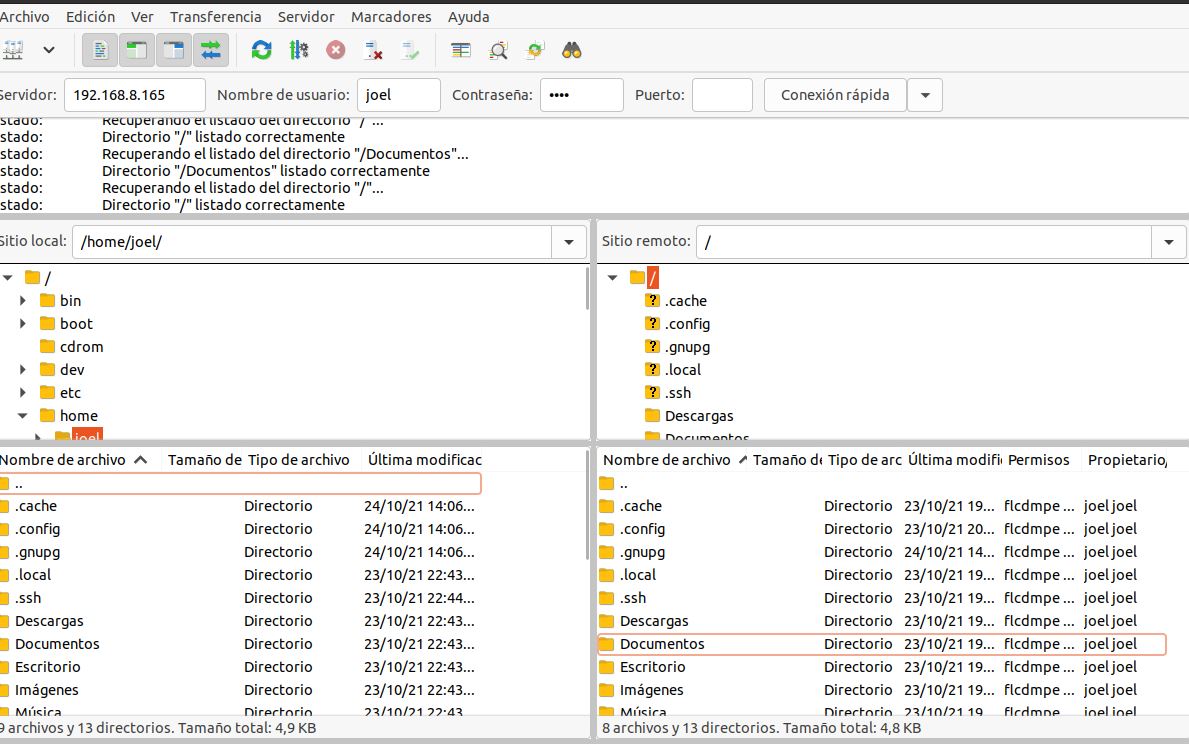 Archivo Edición Ver Transferencia Servidor Marcadores Ayuda
Servidor: 192.168.8.165 Nombre de usuario: joel Contraseña: •••• Puerto: Conexión rápida
stado: Recuperando el listado del directorio "/"...
stado: Directorio "/" listado correctamente
stado: Recuperando el listado del directorio "/Documentos"...
stado: Directorio "/Documentos" listado correctamente
stado: Recuperando el listado del directorio "/"...
stado: Directorio "/" listado correctamente
Sitio local: /home/joel/
/
bin
boot
cdrom
dev
etc
home
joel
Sitio remoto: /
/
.cache
.config
.gnupg
.local
.ssh
Descargas
Documentos
Nombre de archivo Tamaño de Tipo de archivo Última modificac
..
.cache Directorio 24/10/21 14:06...
.config Directorio 24/10/21 14:06...
.gnupg Directorio 24/10/21 14:06...
.local Directorio 23/10/21 22:43...
.ssh Directorio 23/10/21 22:44...
Descargas Directorio 23/10/21 22:43...
Documentos Directorio 23/10/21 22:43...
Escritorio Directorio 23/10/21 22:43...
Imágenes Directorio 23/10/21 22:43...
Música Directorio 23/10/21 22:43
9 archivos y 13 directorios. Tamaño total: 4,9 KB
Nombre de archivo Tamaño de Tipo de arc Última modifi Permisos Propietario/
..
.cache Directorio 23/10/21 19... flcdmpe ... joel joel
.config Directorio 23/10/21 20... flcdmpe ... joel joel
.gnupg Directorio 24/10/21 14... flcdmpe ... joel joel
.local Directorio 23/10/21 19... flcdmpe ... joel joel
.ssh Directorio 23/10/21 19... flcdmpe ... joel joel
Descargas Directorio 23/10/21 19... flcdmpe ... joel joel
Documentos Directorio 23/10/21 19... flcdmpe ... joel joel
Escritorio Directorio 23/10/21 19... flcdmpe ... joel joel
Imágenes Directorio 23/10/21 19... flcdmpe ... joel joel
Música Directorio 23/10/21 19 flcdmpe ... joel joel
8 archivos y 13 directorios. Tamaño total: 4,8 KB